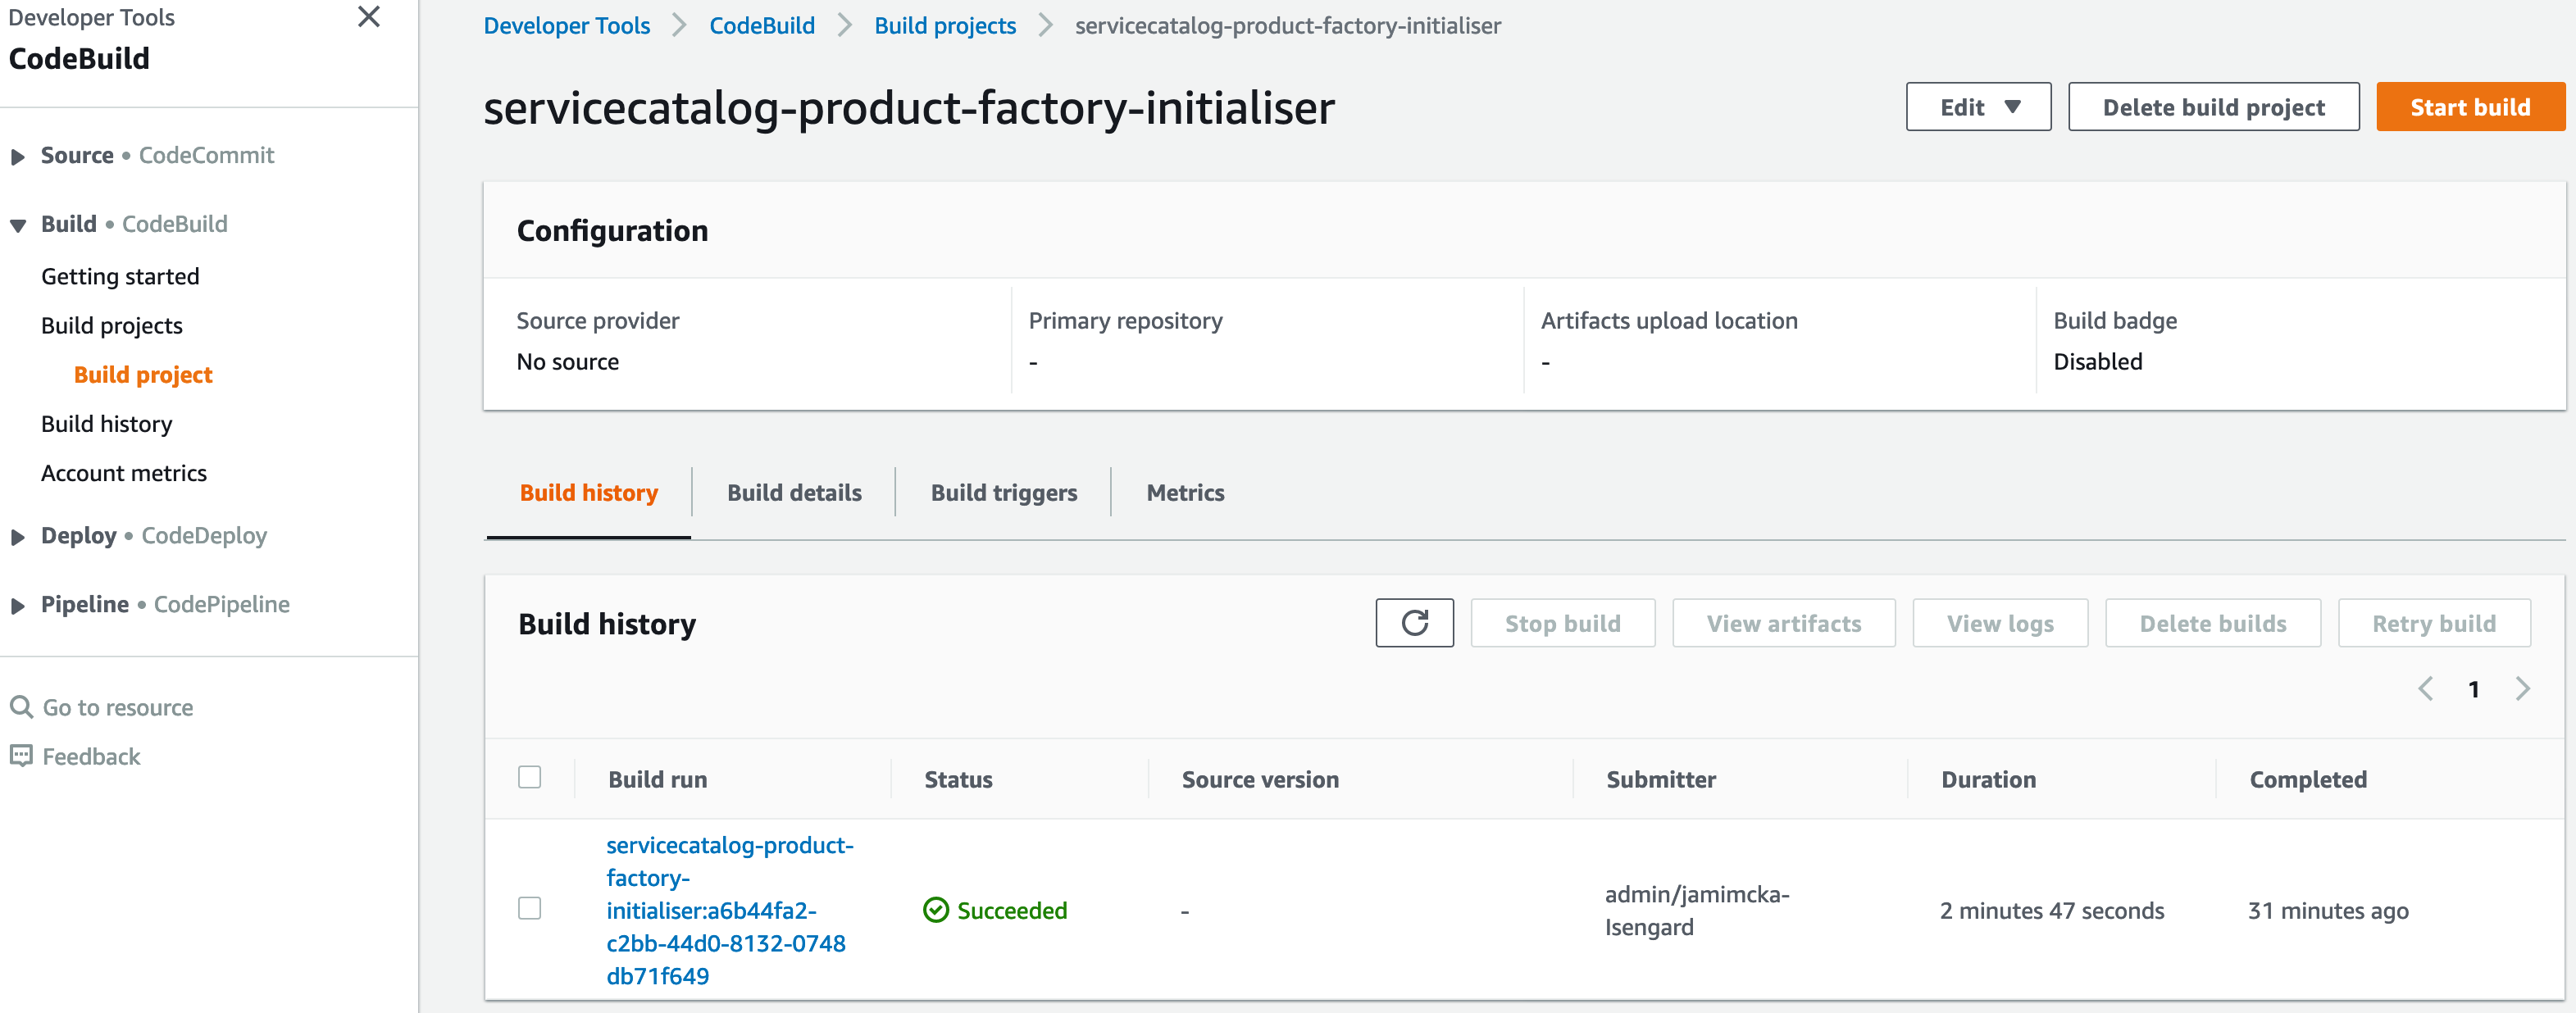 Developer Tools
CodeBuild
Source • CodeCommit
Build • CodeBuild
Getting started
Build projects
Build project
Build history
Account metrics
Deploy • CodeDeploy
Pipeline • CodePipeline
Go to resource
Feedback
Developer Tools > CodeBuild > Build projects > servicecatalog-product-factory-initialiser
servicecatalog-product-factory-initialiser
Edit Delete build project Start build
Configuration
Source provider Primary repository Artifacts upload location Build badge
No source - - Disabled
Build history Build details Build triggers Metrics
Build history Stop build View artifacts View logs Delete builds Retry build
1
Build run Status Source version Submitter Duration Completed
servicecatalog-product-
factory-
initialiser:a6b44fa2-
c2bb-44d0-8132-0748
db71f649
Succeeded
-
admin/jamimcka-
Isengard
2 minutes 47 seconds
31 minutes ago